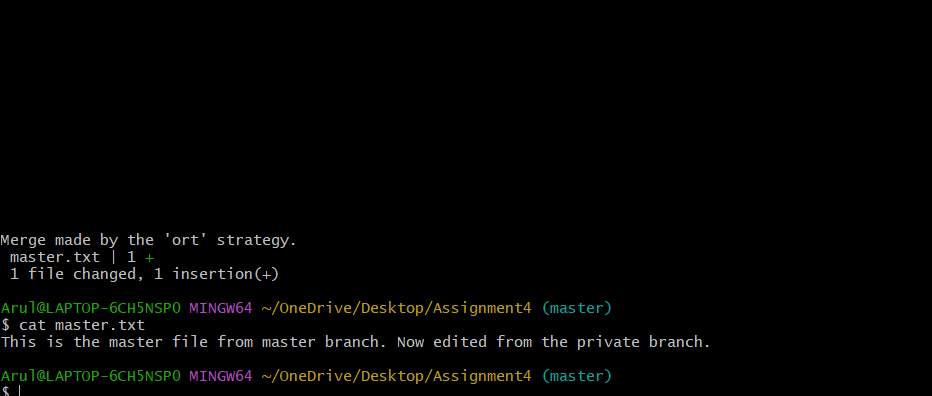 Merge made by the 'ort' strategy.
 master.txt | 1 +
 1 file changed, 1 insertion(+)
Arul@LAPTOP-6CH5NSPO MINGW64 ~/OneDrive/Desktop/Assignment4 (master)
$ cat master.txt
This is the master file from master branch. Now edited from the private branch.
Arul@LAPTOP-6CH5NSPO MINGW64 ~/OneDrive/Desktop/Assignment4 (master)
$